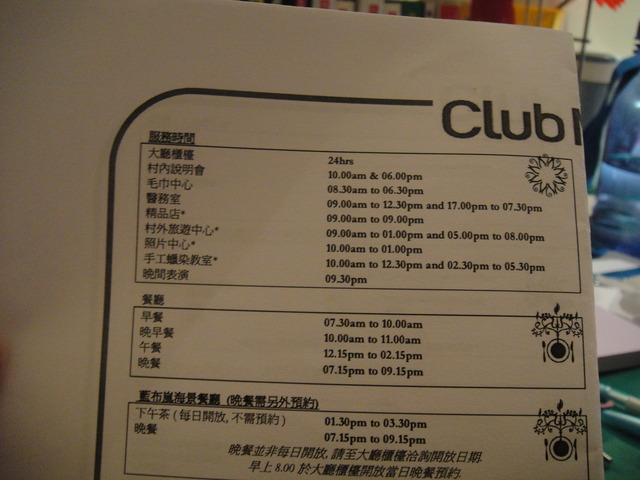 Club
服務時間
大廳櫃檯 24hrs
村內說明會 10.00am & 06.00pm
毛巾中心 08.30am to 06.30pm
醫務室 09.00am to 12.30pm and 17.00pm to 07.30pm
精品店* 09.00am to 09.00pm
村外旅遊中心* 09.00am to 01.00pm and 05.00pm to 08.00pm
照片中心* 10.00am to 01.00pm
手工蠟染教室* 10.00am to 12.30pm and 02.30pm to 05.30pm
晚間表演 09.30pm
餐廳
早餐 07.30am to 10.00am
晚早餐 10.00am to 11.00am
午餐 12.15pm to 02.15pm
晚餐 07.15pm to 09.15pm
藍布嵐海景餐廳 (晚餐需另外預約)
下午茶 ( 每日開放, 不需預約 ) 01.30pm to 03.30pm
晚餐 07.15pm to 09.15pm
晚餐並非每日開放, 請至大廳櫃檯洽詢開放日期.
早上 8.00 於大廳櫃檯開放當日晚餐預約.